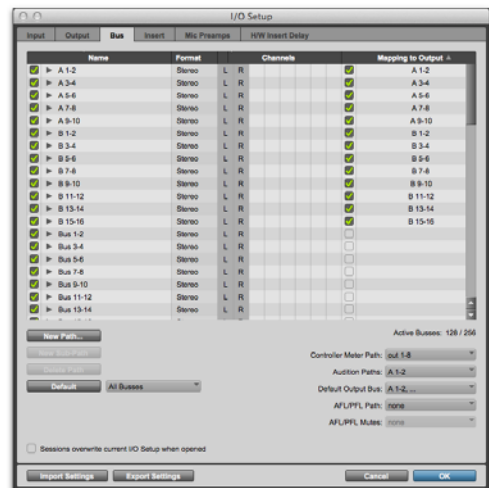 I/O Setup
Input Output Bus Insert Mic Preamps H/W Insert Delay
Name Format Channels Mapping to Output
A 1-2 Stereo L R A 1-2
A 3-4 Stereo L R A 3-4
A 5-6 Stereo L R A 5-6
A 7-8 Stereo L R A 7-8
A 9-10 Stereo L R A 9-10
B 1-2 Stereo L R B 1-2
B 3-4 Stereo L R B 3-4
B 5-6 Stereo L R B 5-6
B 7-8 Stereo L R B 7-8
B 9-10 Stereo L R B 9-10
B 11-12 Stereo L R B 11-12
B 13-14 Stereo L R B 13-14
B 15-16 Stereo L R B 15-16
Bus 1-2 Stereo L R
Bus 3-4 Stereo L R
Bus 5-6 Stereo L R
Bus 7-8 Stereo L R
Bus 9-10 Stereo L R
Bus 11-12 Stereo L R
Bus 13-14 Stereo L R
New Path... Active Busses: 128 / 256
New Sub-Path Controller Meter Path: out 1-8
Delete Path Audition Paths: A 1-2
Default All Busses Default Output Bus: A 1-2, ...
AFL/PFL Path: none
AFL/PFL Mutes: none
Sessions overwrite current I/O Setup when opened
Import Settings Export Settings Cancel OK